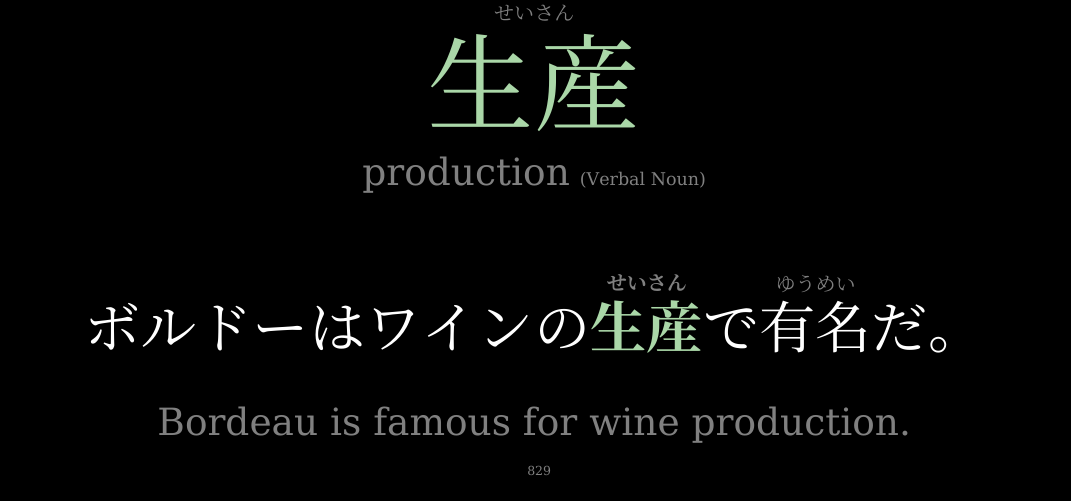 せいさん
生産
production (Verbal Noun)
せいさん ゆうめい
ボルドーはワインの生産で有名だ。
Bordeau is famous for wine production.
829